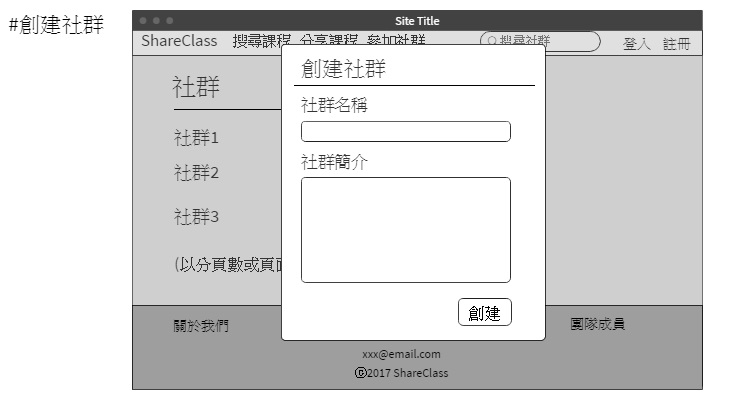 #創建社群
Site Title
ShareClass 搜尋課程 分享課程 參加社群 搜尋社群 登入 註冊
創建社群
社群
社群名稱
社群1
社群簡介
社群2
社群3
(以分頁數或頁面
創建
關於我們 團隊成員
xxx@email.com
©2017 ShareClass